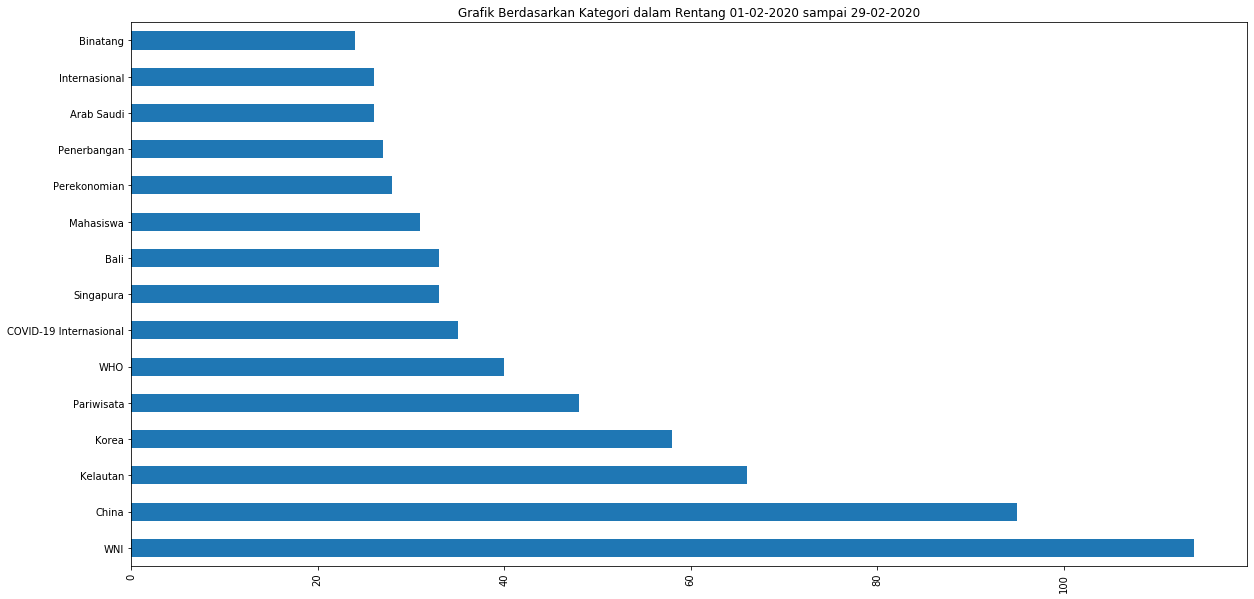 Grafik Berdasarkan Kategori dalam Rentang 01-02-2020 sampai 29-02-2020
Binatang
Internasional
Arab Saudi
Penerbangan
Perekonomian
Mahasiswa
Bali
Singapura
COVID-19 Internasional
WHO
Pariwisata
Korea
Kelautan
China
WNI
0
20
40
60
80
100